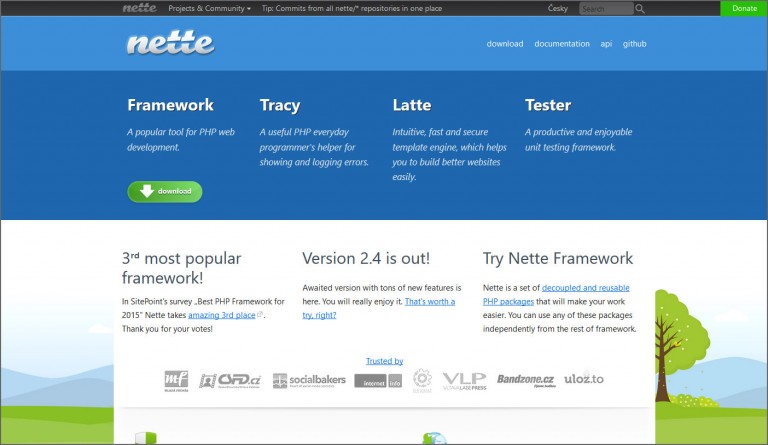 nette Projects & Community Tip: Commits from all nette/* repositories in one place Česky Search Donate
nette
download documentation api github
Framework
A popular tool for PHP web
development.
download
Tracy
A useful PHP everyday
programmer's helper for
showing and logging errors.
Latte
Intuitive, fast and secure
template engine, which helps
you to build better websites
easily.
Tester
A productive and enjoyable
unit testing framework.
3rd most popular
framework!
In SitePoint's survey „Best PHP Framework for
2015" Nette takes amazing 3rd place.
Thank you for your votes!
Version 2.4 is out!
Awaited version with tons of new features is
here. You will really enjoy it. That's worth a
try, right?
Try Nette Framework
Nette is a set of decoupled and reusable
PHP packages that will make your work
easier. You can use any of these packages
independently from the rest of framework.
Trusted by
CSFD.cz
socialbakers
internet info
VLP
Bandzone.cz
uloz.to